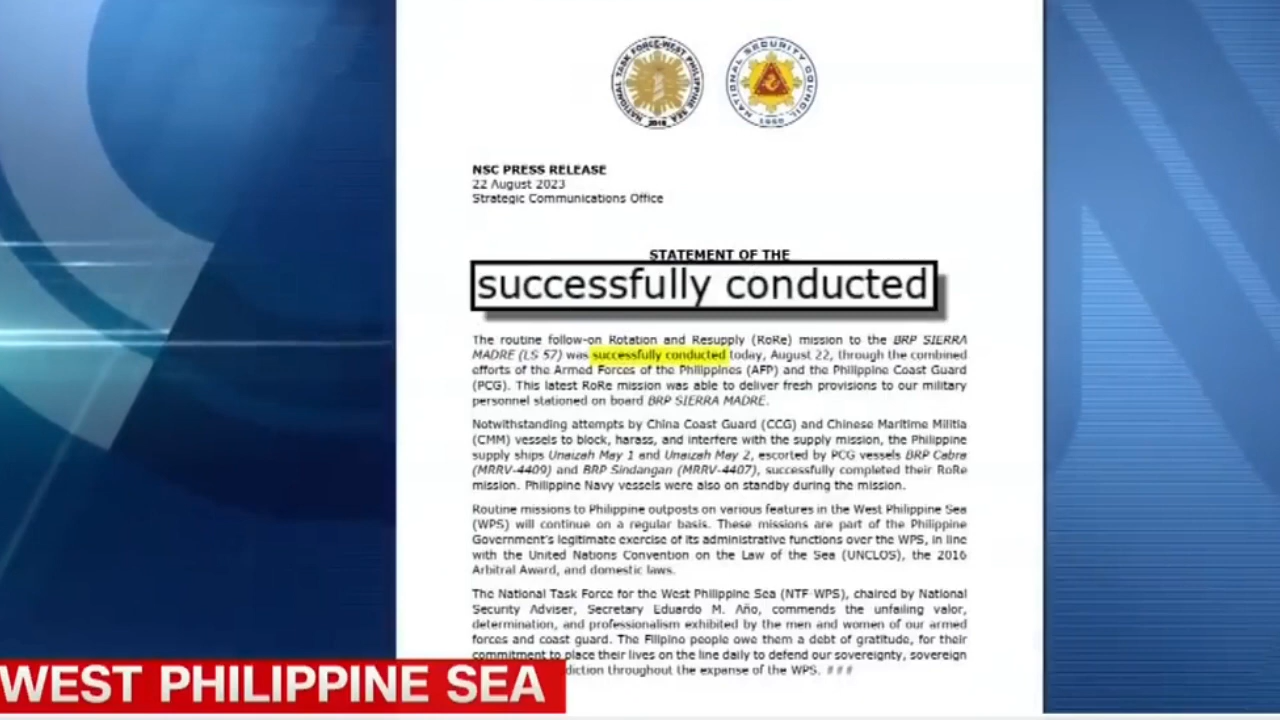 NATIONAL TASK FORCE-WEST PHILIPPINE SEA
2016
NATIONAL SECURITY COUNCIL
1950
NSC PRESS RELEASE
22 August 2023
Strategic Communications Office
STATEMENT OF THE
successfully conducted
The routine follow-on Rotation and Resupply (RoRe) mission to the BRP SIERRA
MADRE (LS 57) was successfully conducted today, August 22, through the combined
efforts of the Armed Forces of the Philippines (AFP) and the Philippine Coast Guard
(PCG). This latest RoRe mission was able to deliver fresh provisions to our military
personnel stationed on board BRP SIERRA MADRE.
Notwithstanding attempts by China Coast Guard (CCG) and Chinese Maritime Militia
(CMM) vessels to block, harass, and interfere with the supply mission, the Philippine
supply ships Unaizah May 1 and Unaizah May 2, escorted by PCG vessels BRP Cabra
(MRRV-4409) and BRP Sindangan (MRRV-4407), successfully completed their RoRe
mission. Philippine Navy vessels were also on standby during the mission.
Routine missions to Philippine outposts on various features in the West Philippine Sea
(WPS) will continue on a regular basis. These missions are part of the Philippine
Government's legitimate exercise of its administrative functions over the WPS, in line
with the United Nations Convention on the Law of the Sea (UNCLOS), the 2016
Arbitral Award, and domestic laws.
The National Task Force for the West Philippine Sea (NTF-WPS), chaired by National
Security Adviser, Secretary Eduardo M. Año, commends the unfailing valor,
determination, and professionalism exhibited by the men and women of our armed
forces and coast guard. The Filipino people owe them a debt of gratitude, for their
commitment to place their lives on the line daily to defend our sovereignty, sovereign
diction throughout the expanse of the WPS. ###
WEST PHILIPPINE SEA